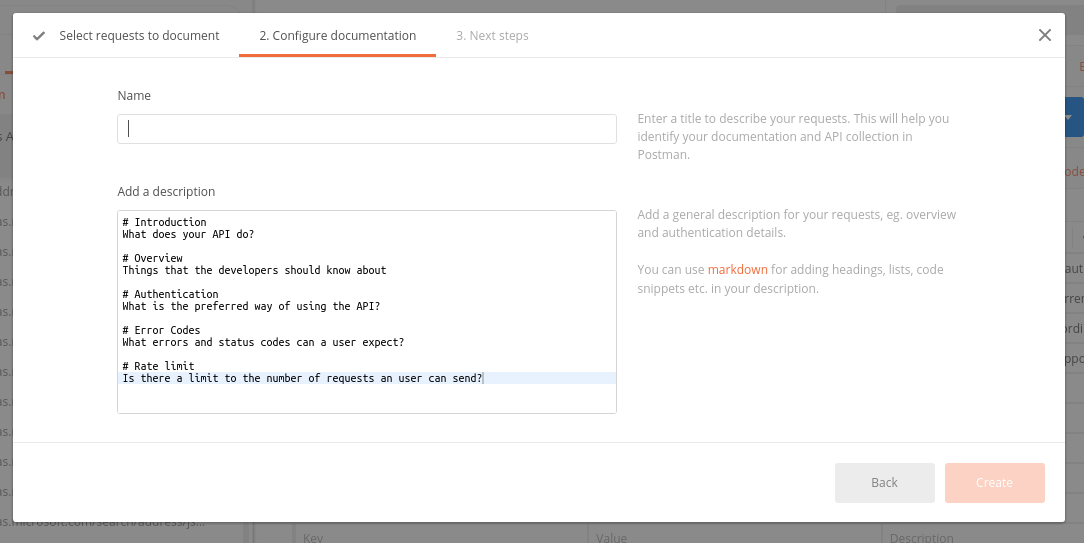 Select requests to document
2. Configure documentation
3. Next steps
Name
Enter a title to describe your requests. This will help you
identify your documentation and API collection in
Postman.
Add a description
# Introduction
What does your API do?
# Overview
Things that the developers should know about
# Authentication
What is the preferred way of using the API?
# Error Codes
What errors and status codes can a user expect?
# Rate limit
Is there a limit to the number of requests an user can send?
Add a general description for your requests, eg. overview
and authentication details.
You can use markdown for adding headings, lists, code
snippets etc. in your description.
Back
Create
Key
Value
Description